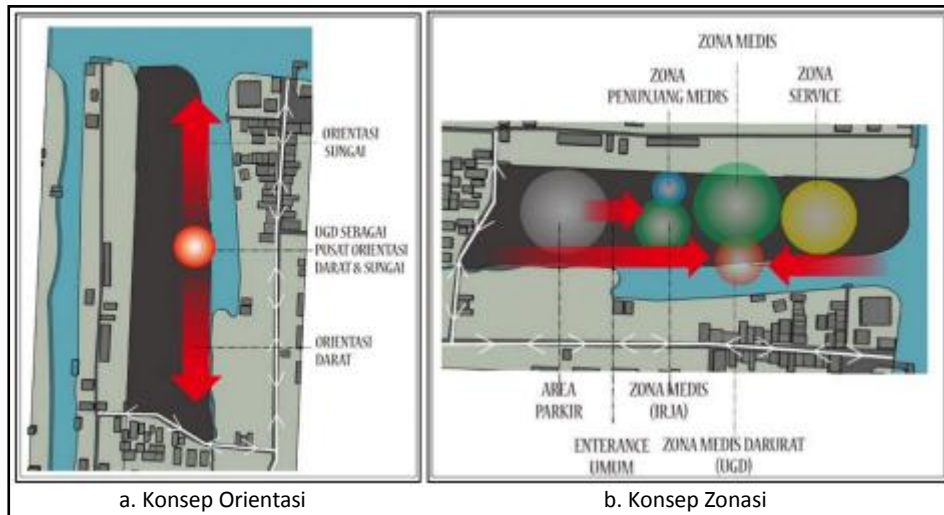 ORIENTASI
SUNGAI
UGD SEBAGAI
PUSAT ORIENTASI
DARAT & SUNGAI
ORIENTASI
DARAT
a. Konsep Orientasi
ZONA MEDIS
ZONA
PENUNJANG MEDIS
ZONA
SERVICE
AREA
PARKIR
ENTERANCE
UMUM
ZONA MEDIS
(IRJA)
ZONA MEDIS DARURAT
(UGD)
b. Konsep Zonasi